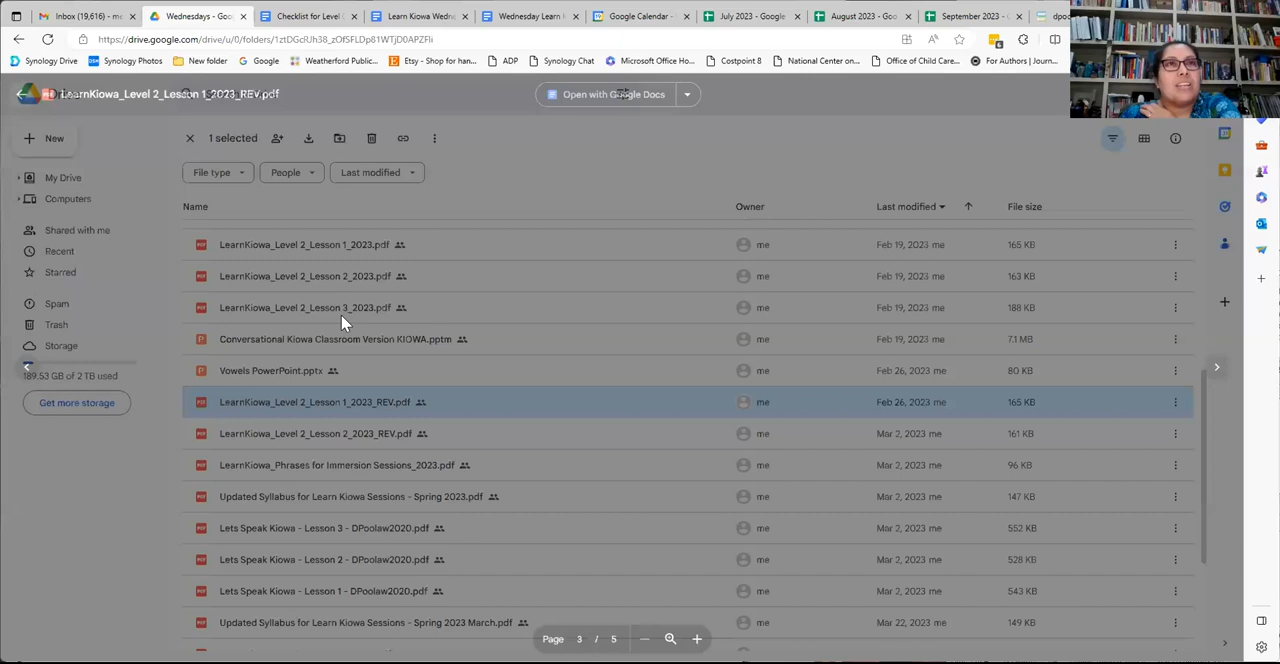 Inbox (19,616) - me
Wednesdays - Goo
Checklist for Level
Learn Kiowa Wedne
Wednesday Learn K
Google Calendar -
July 2023 - Google
August 2023 - Goo
September 2023 - G
dpoo
https://drive.google.com/drive/u/0/folders/
Synology Drive
Synology Photos
New folder
Google
Weatherford Public...
Etsy - Shop for han...
ADP
Synology Chat
Microsoft Office Ho...
Costpoint 8
National Center on...
Office of Child Care...
For Authors | Journ...
LearnKiowa_Level 2_Lesson 1_2023_REV.pdf
Open with Google Docs
New
1 selected
My Drive
File type
People
Last modified
Computers
Name
Owner
Last modified
File size
Shared with me
LearnKiowa_Level 2_Lesson 1_2023.pdf
me
Feb 19, 2023 me
165 KB
Recent
Starred
LearnKiowa_Level 2_Lesson 2_2023.pdf
me
Feb 19, 2023 me
163 KB
Spam
LearnKiowa_Level 2_Lesson 3_2023.pdf
me
Feb 19, 2023 me
188 KB
Trash
Storage
Conversational Kiowa Classroom Version KIOWA.pptm
me
Feb 19, 2023 me
7.1 MB
189.53 GB of 2 TB used
Vowels PowerPoint.pptx
me
Feb 26, 2023 me
80 KB
Get more storage
LearnKiowa_Level 2_Lesson 1_2023_REV.pdf
me
Feb 26, 2023 me
165 KB
LearnKiowa_Level 2_Lesson 2_2023_REV.pdf
me
Mar 2, 2023 me
161 KB
LearnKiowa_Phrases for Immersion Sessions_2023.pdf
me
Mar 2, 2023 me
96 KB
Updated Syllabus for Learn Kiowa Sessions - Spring 2023.pdf
me
Mar 2, 2023 me
147 KB
Lets Speak Kiowa - Lesson 3 - DPoolaw2020.pdf
me
Mar 2, 2023 me
552 KB
Lets Speak Kiowa - Lesson 2 - DPoolaw2020.pdf
me
Mar 2, 2023 me
528 KB
Lets Speak Kiowa - Lesson 1 - DPoolaw2020.pdf
me
Mar 2, 2023 me
543 KB
Updated Syllabus for Learn Kiowa Sessions - Spring 2023 March.pdf
me
Mar 22, 2023 me
149 KB
Page 3 / 5